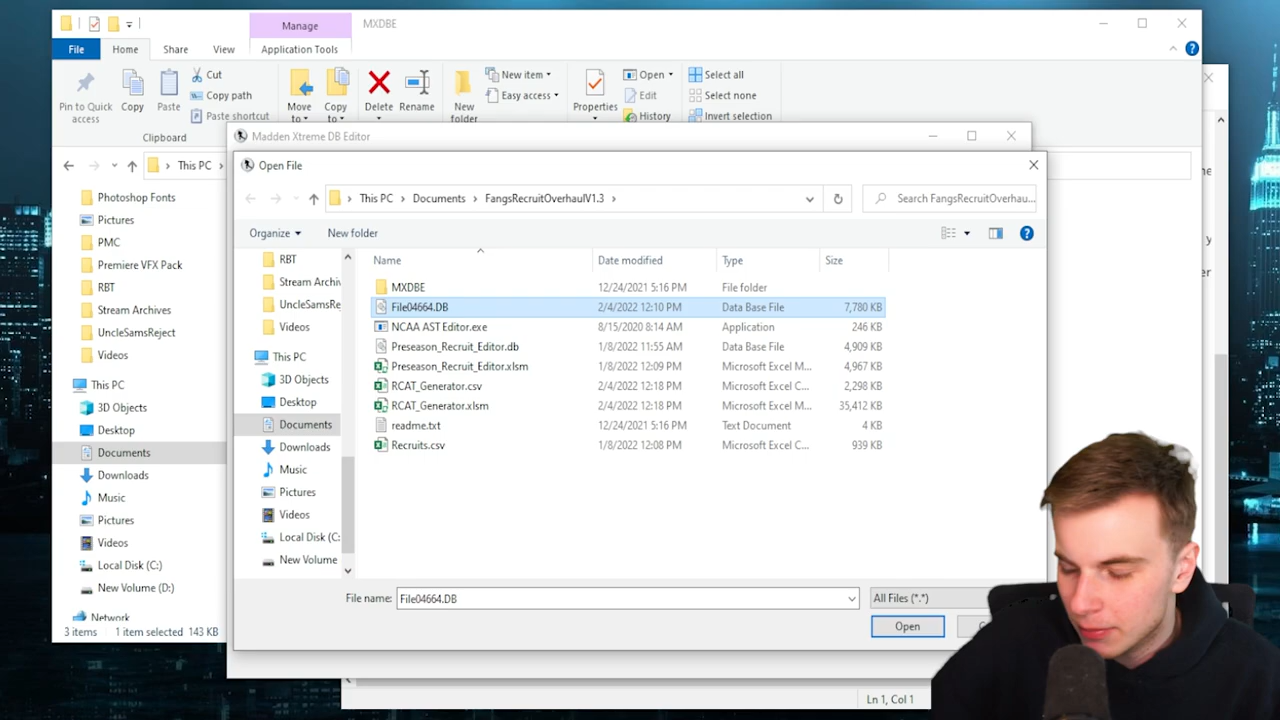 Manage
MXDBE
File
Home
Share
View
Application Tools
Pin to Quick access
Copy
Paste
Cut
Copy path
Paste shortcut
Move to
Copy to
Delete
Rename
New folder
New item
Easy access
Properties
Open
Edit
History
Select all
Select none
Invert selection
Clipboard
Madden Xtreme DB Editor
This PC
Open File
This PC > Documents > FangsRecruitOverhaulV1.3 >
Search FangsRecruitOverhau...
Organize
New folder
Photoshop Fonts
Pictures
PMC
Premiere VFX Pack
RBT
Stream Archives
UncleSamsReject
Videos
This PC
3D Objects
Desktop
Documents
Downloads
Music
Pictures
Videos
Local Disk (C:)
New Volume (D:)
Network
3 items 1 item selected 143 KB
RBT
Stream Archiv
UncleSamsRe
Videos
This PC
3D Objects
Desktop
Documents
Downloads
Music
Pictures
Videos
Local Disk (C:
New Volume
Name Date modified Type Size
MXDBE 12/24/2021 5:16 PM File folder
File04664.DB 2/4/2022 12:10 PM Data Base File 7,780 KB
NCAA AST Editor.exe 8/15/2020 8:14 AM Application 246 KB
Preseason_Recruit_Editor.db 1/8/2022 11:55 AM Data Base File 4,909 KB
Preseason_Recruit_Editor.xlsm 1/8/2022 12:09 PM Microsoft Excel M... 4,967 KB
RCAT_Generator.csv 2/4/2022 12:18 PM Microsoft Excel C... 2,298 KB
RCAT_Generator.xlsm 2/4/2022 12:18 PM Microsoft Excel M... 35,412 KB
readme.txt 12/24/2021 5:16 PM Text Document 4 KB
Recruits.csv 1/8/2022 12:08 PM Microsoft Excel C... 939 KB
File name: File04664.DB
All Files (*.*)
Open
Ln 1, Col 1